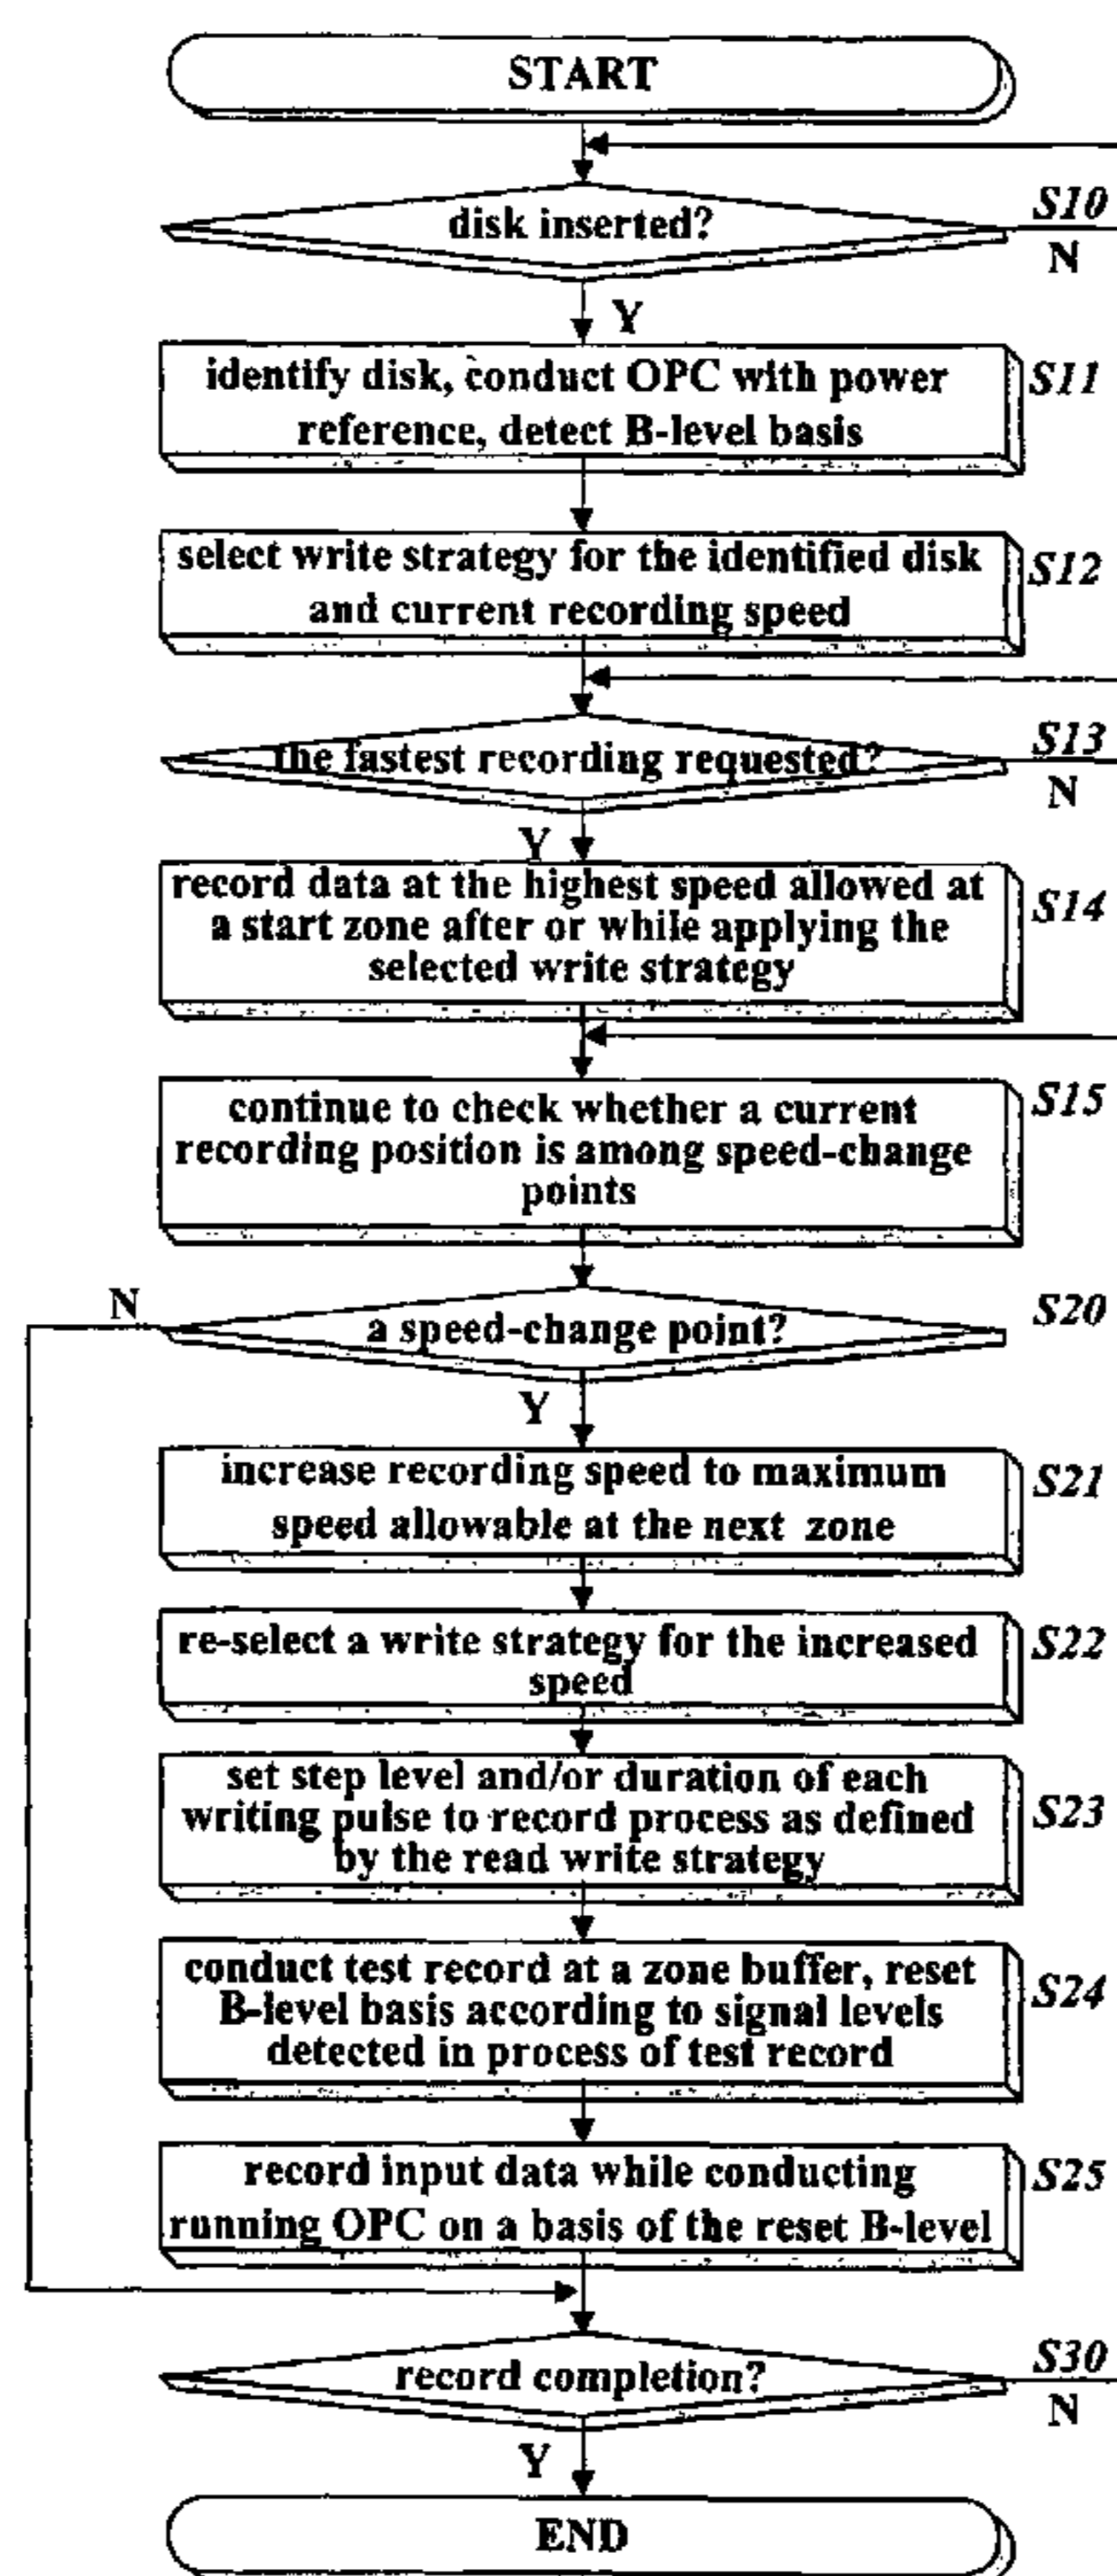 START
disk inserted?
S10
N
Y
identify disk, conduct OPC with power
reference, detect B-level basis
S11
select write strategy for the identified disk
and current recording speed
S12
the fastest recording requested?
S13
N
Y
record data at the highest speed allowed at
a start zone after or while applying the
selected write strategy
S14
continue to check whether a current
recording position is among speed-change
points
S15
N
a speed-change point?
S20
Y
increase recording speed to maximum
speed allowable at the next zone
S21
re-select a write strategy for the increased
speed
S22
set step level and/or duration of each
writing pulse to record process as defined
by the read write strategy
S23
conduct test record at a zone buffer, reset
B-level basis according to signal levels
detected in process of test record
S24
record input data while conducting
running OPC on a basis of the reset B-level
S25
record completion?
S30
N
Y
END